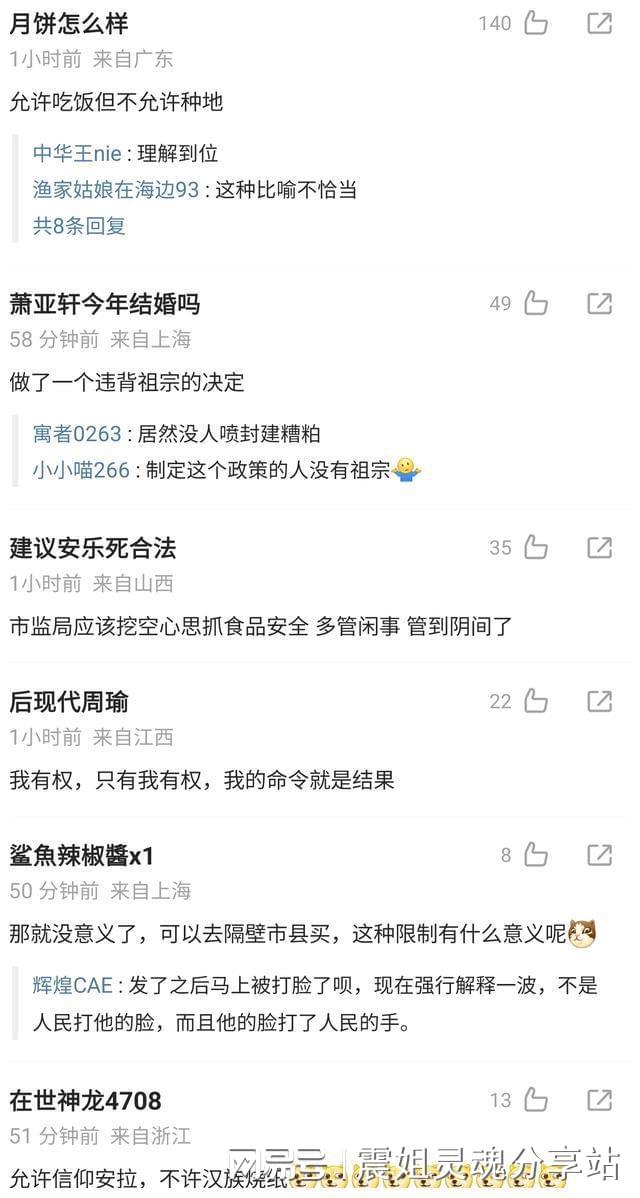 月饼怎么样
140
1小时前 来自广东
允许吃饭但不允许种地
中华王nie : 理解到位
渔家姑娘在海边93 : 这种比喻不恰当
共8条回复
萧亚轩今年结婚吗
49
58 分钟前 来自上海
做了一个违背祖宗的决定
寓者0263 : 居然没人喷封建糟粕
小小喵266 : 制定这个政策的人没有祖宗🤷
建议安乐死合法
35
1小时前 来自山西
市监局应该挖空心思抓食品安全 多管闲事 管到阴间了
后现代周瑜
22
1小时前 来自江西
我有权，只有我有权，我的命令就是结果
鲨魚辣椒醬x1
8
50 分钟前 来自上海
那就没意义了，可以去隔壁市县买，这种限制有什么意义呢
辉煌CAE : 发了之后马上被打脸了呗，现在强行解释一波，不是
人民打他的脸，而且他的脸打了人民的手。
在世神龙4708
13
51 分钟前 来自浙江
允许信仰安拉，不许汉族烧纸
网易号 | 震姐灵魂分享站